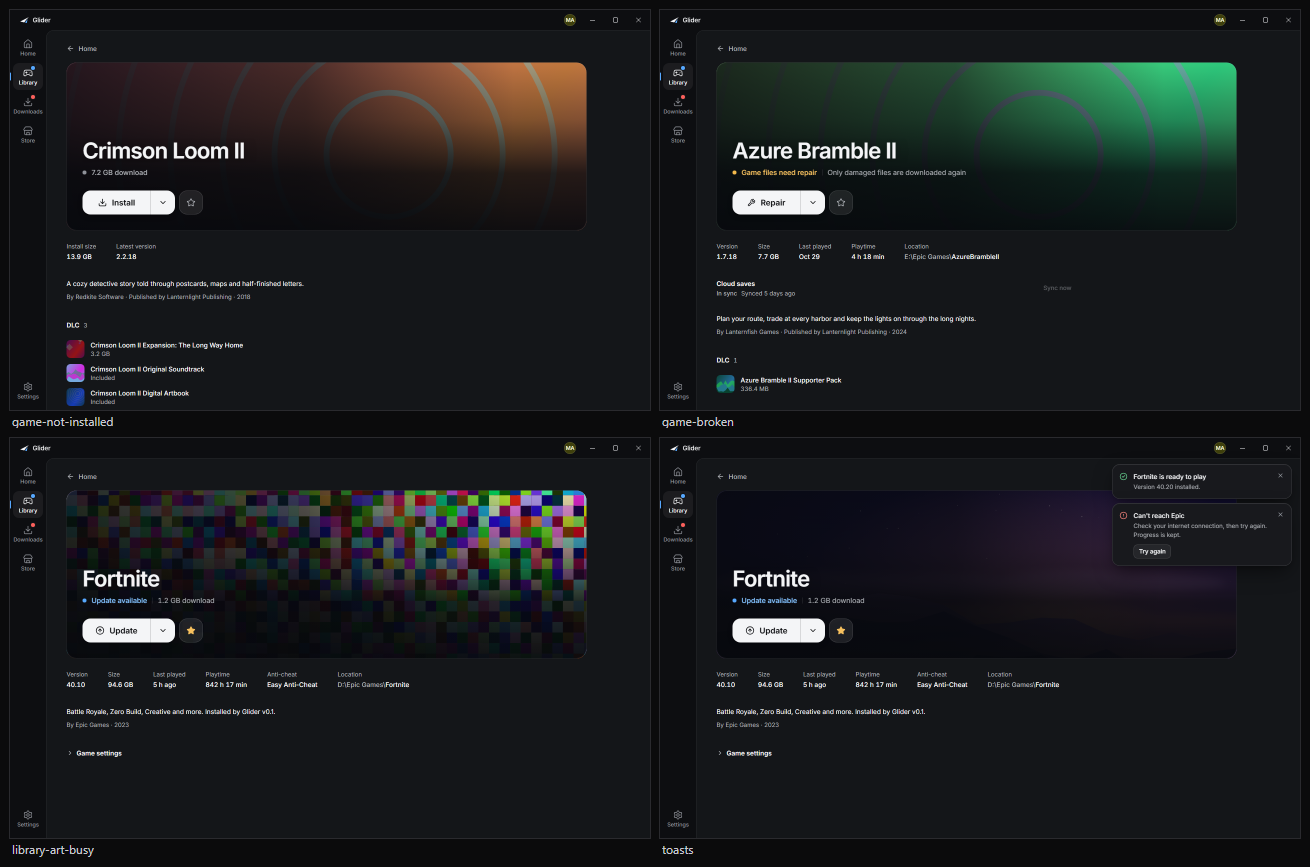 Glider
MA
Home
Library
Downloads
Store
Settings
Home
Crimson Loom II
7.2 GB download
Install
Install size
13.9 GB
Latest version
2.2.18
A cozy detective story told through postcards, maps and half-finished letters.
By Redkite Software · Published by Lanternlight Publishing · 2018
DLC 3
Crimson Loom II Expansion: The Long Way Home
3.2 GB
Crimson Loom II Original Soundtrack
Included
Crimson Loom II Digital Artbook
Included
game-not-installed
Glider
MA
Home
Library
Downloads
Store
Settings
Home
Azure Bramble II
Game files need repair Only damaged files are downloaded again
Repair
Version
1.7.18
Size
7.7 GB
Last played
Oct 29
Playtime
4 h 18 min
Location
E:\Epic Games\AzureBrambleII
Cloud saves
In sync Synced 5 days ago
Sync now
Plan your route, trade at every harbor and keep the lights on through the long nights.
By Lanternfish Games · Published by Lanternlight Publishing · 2024
DLC 1
Azure Bramble II Supporter Pack
336.4 MB
game-broken
Glider
MA
Home
Library
Downloads
Store
Settings
Home
Fortnite
Update available 1.2 GB download
Update
Version
40.10
Size
94.6 GB
Last played
5 h ago
Playtime
842 h 17 min
Anti-cheat
Easy Anti-Cheat
Location
D:\Epic Games\Fortnite
Battle Royale, Zero Build, Creative and more. Installed by Glider v0.1.
By Epic Games · 2023
Game settings
library-art-busy
Glider
MA
Home
Library
Downloads
Store
Settings
Home
Fortnite is ready to play
Version 40.20 installed.
Can't reach Epic
Check your internet connection, then try again.
Progress is kept.
Try again
Fortnite
Update available 1.2 GB download
Update
Version
40.10
Size
94.6 GB
Last played
5 h ago
Playtime
842 h 17 min
Anti-cheat
Easy Anti-Cheat
Location
D:\Epic Games\Fortnite
Battle Royale, Zero Build, Creative and more. Installed by Glider v0.1.
By Epic Games · 2023
Game settings
toasts